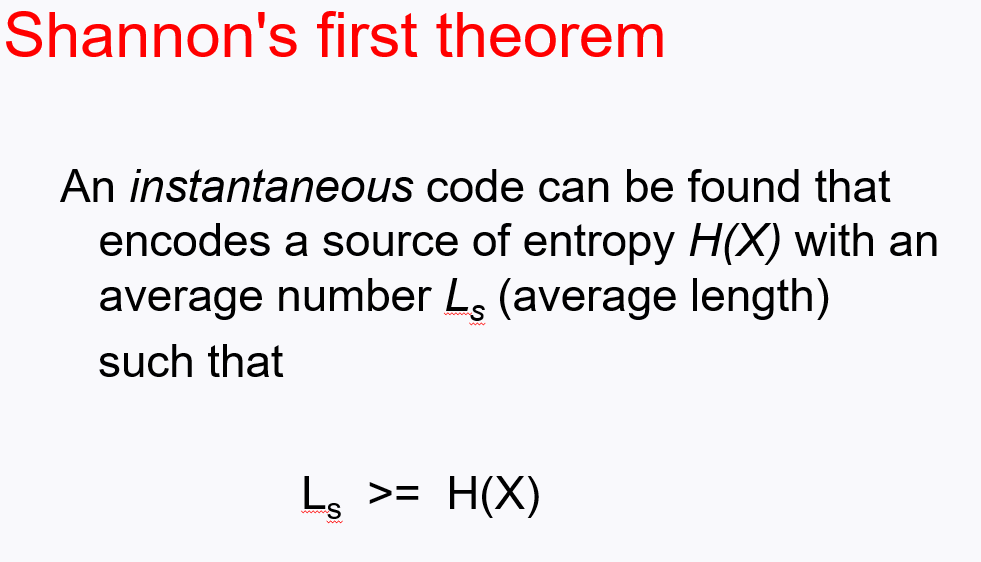 Shannon's first theorem
An instantaneous code can be found that
encodes a source of entropy H(X) with an
average number Ls (average length)
such that
Ls >= H(X)